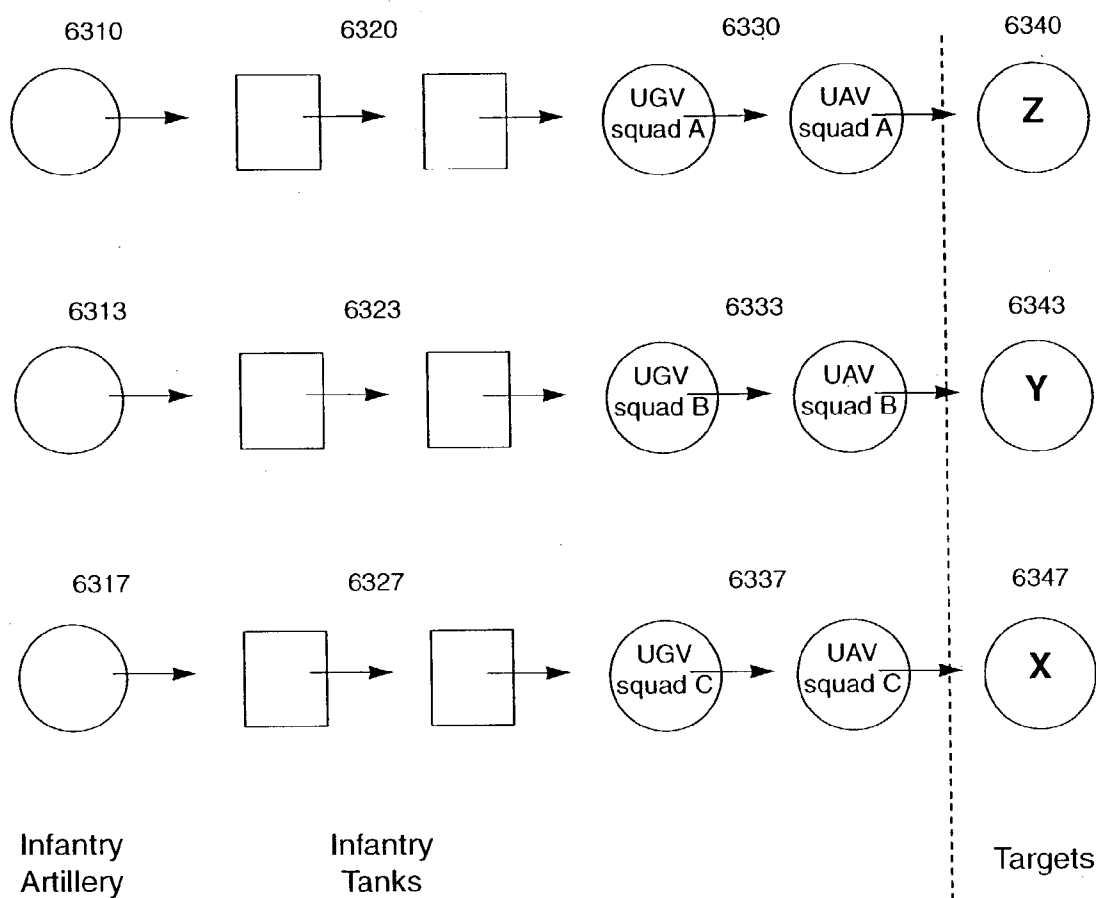 6310 6320 6330 6340
UGV UAV Z
squad A squad A
6313 6323 6333 6343
UGV UAV Y
squad B squad B
6317 6327 6337 6347
UGV UAV X
squad C squad C
Infantry Infantry
Artillery Tanks Targets